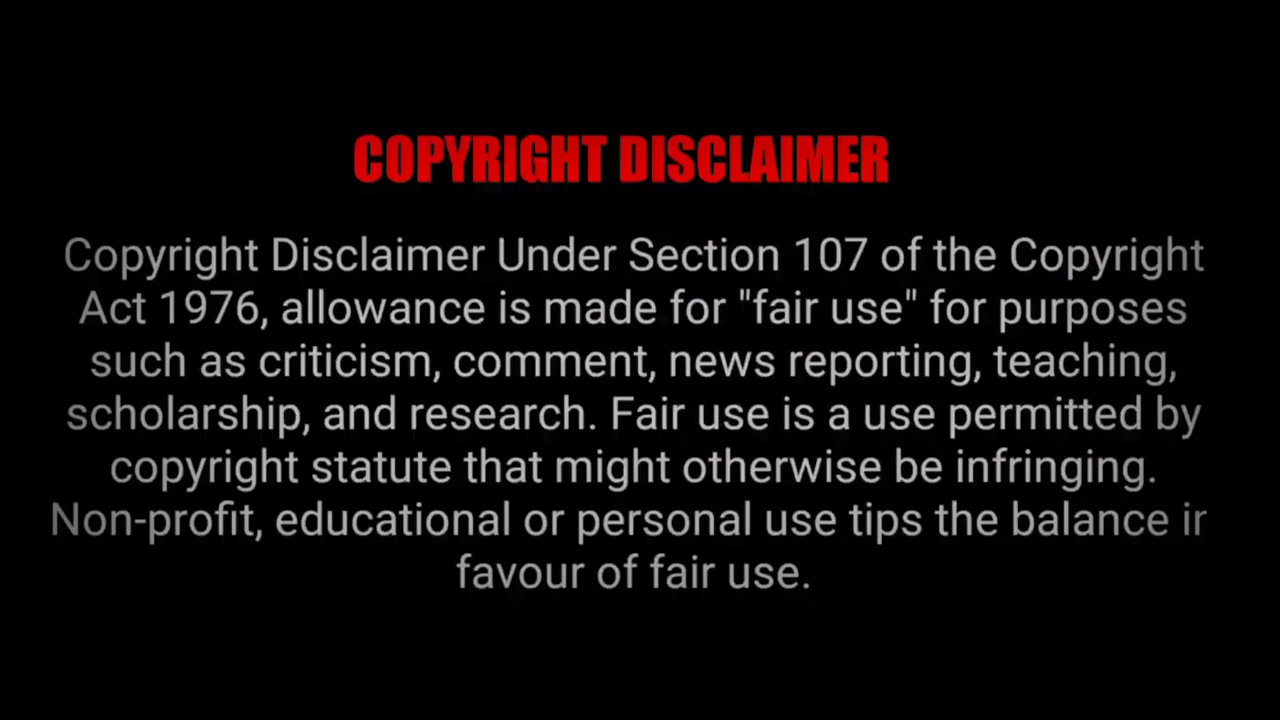 COPYRIGHT DISCLAIMER
Copyright Disclaimer Under Section 107 of the Copyright
Act 1976, allowance is made for "fair use" for purposes
such as criticism, comment, news reporting, teaching,
scholarship, and research. Fair use is a use permitted by
copyright statute that might otherwise be infringing.
Non-profit, educational or personal use tips the balance
favour of fair use.